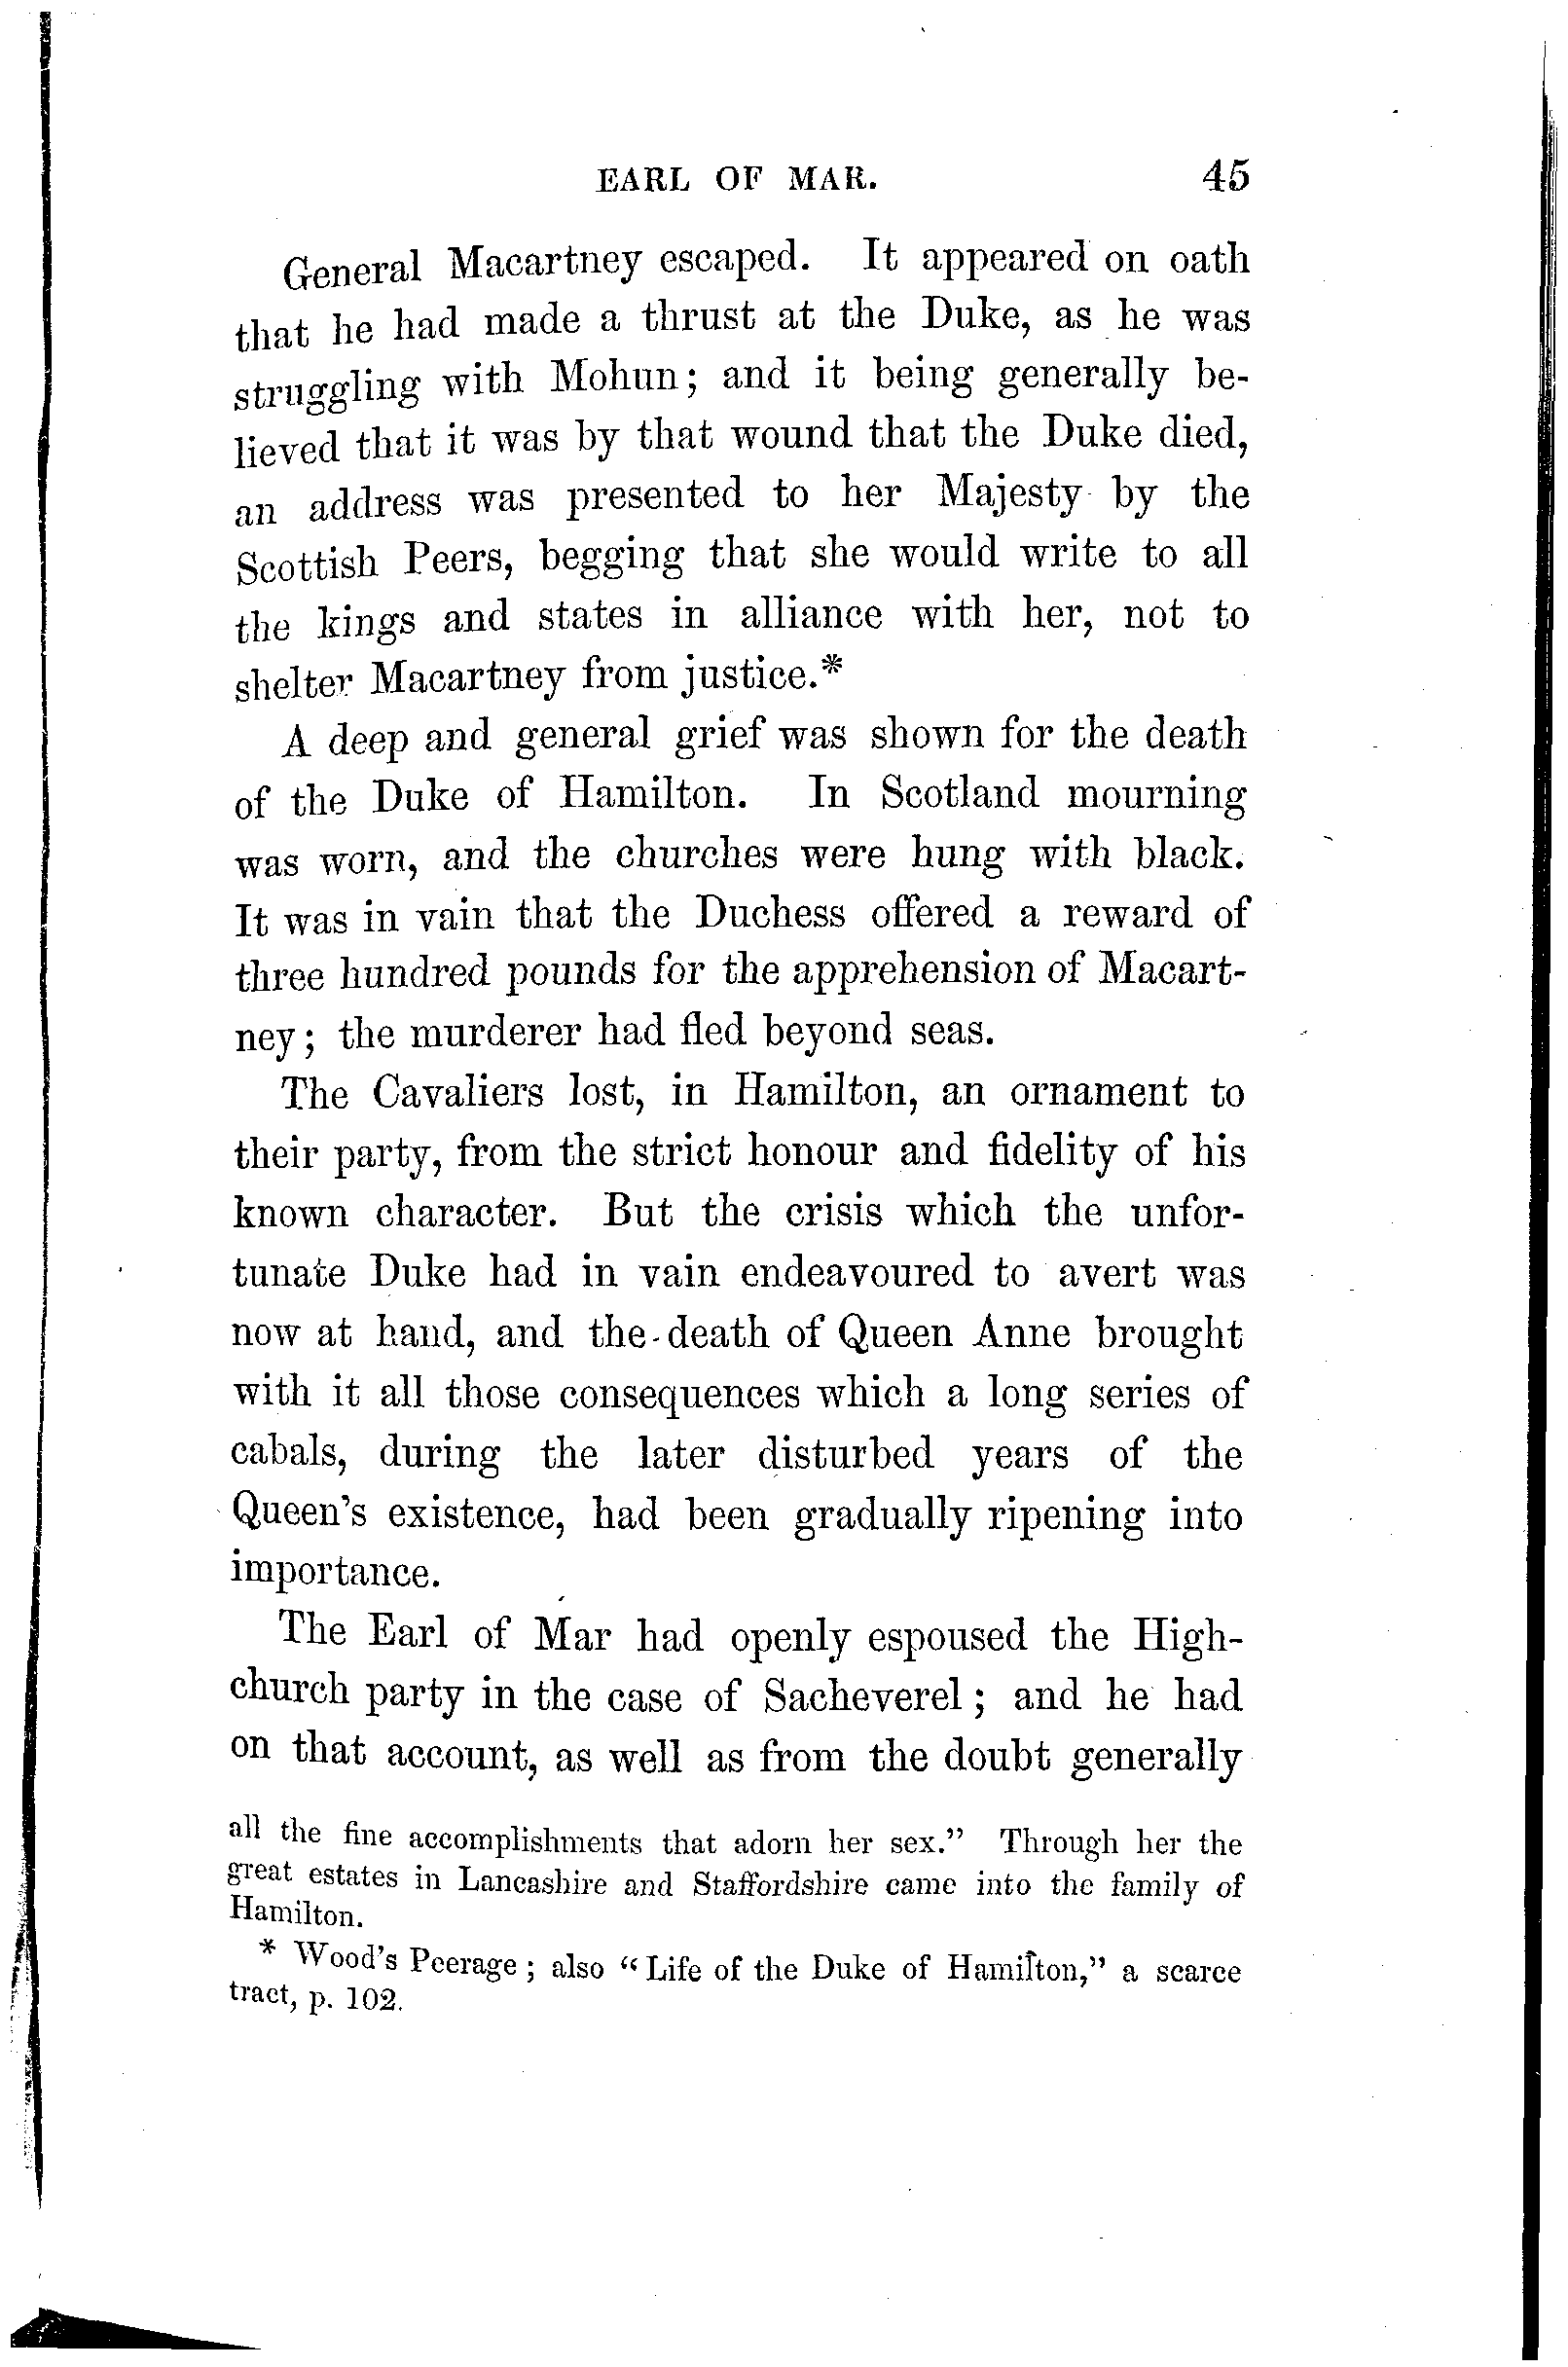 EARL OF MAR. 45
General Macartney escaped. It appeared on oath
that he had made a thrust at the Duke, as he was
struggling with Mohun; and it being generally be-
lieved that it was by that wound that the Duke died,
an address was presented to her Majesty by the
Scottish Peers, begging that she would write to all
the kings and states in alliance with her, not to
shelter Macartney from justice.*
A deep and general grief was shown for the death
of the Duke of Hamilton. In Scotland mourning
was worn, and the churches were hung with black.
It was in vain that the Duchess offered a reward of
three hundred pounds for the apprehension of Macart-
ney; the murderer had fled beyond seas.
The Cavaliers lost, in Hamilton, an ornament to
their party, from the strict honour and fidelity of his
known character. But the crisis which the unfor-
tunate Duke had in vain endeavoured to avert was
now at hand, and the death of Queen Anne brought
with it all those consequences which a long series of
cabals, during the later disturbed years of the
Queen's existence, had been gradually ripening into
importance.
The Earl of Mar had openly espoused the High-
church party in the case of Sacheverel; and he had
on that account, as well as from the doubt generally
all the fine accomplishments that adorn her sex." Through her the
great estates in Lancashire and Staffordshire came into the family of
Hamilton.
* Wood's Peerage; also "Life of the Duke of Hamilton," a scarce
tract, p. 102.